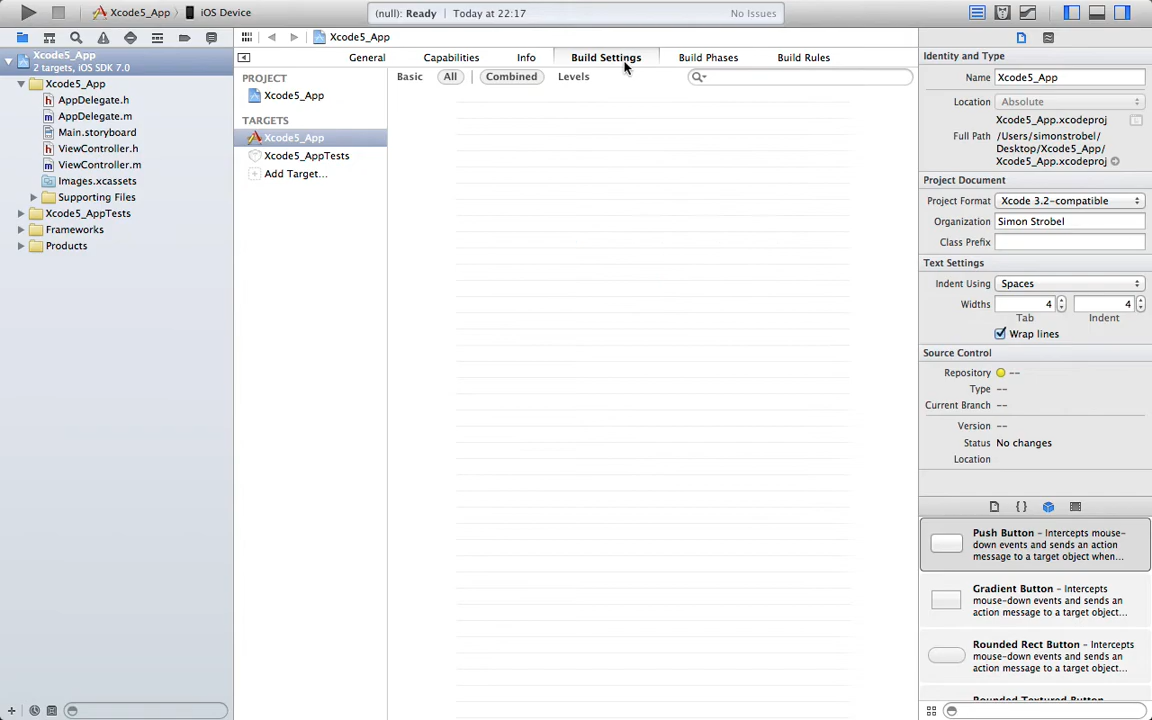 Xcode5_App
iOS Device
(null): Ready
Today at 22:17
No Issues
Xcode5_App
2 targets, iOS SDK 7.0
Xcode5_App
AppDelegate.h
AppDelegate.m
Main.storyboard
ViewController.h
ViewController.m
Images.xcassets
Supporting Files
Xcode5_AppTests
Frameworks
Products
Xcode5_App
General
Capabilities
Info
Build Settings
Build Phases
Build Rules
PROJECT
Xcode5_App
TARGETS
Xcode5_App
Xcode5_AppTests
Add Target...
Basic
All
Combined
Levels
Identity and Type
Name Xcode5_App
Location Absolute
Xcode5_App.xcodeproj
Full Path /Users/simonstrobel/
Desktop/Xcode5_App/
Xcode5_App.xcodeproj
Project Document
Project Format Xcode 3.2-compatible
Organization Simon Strobel
Class Prefix
Text Settings
Indent Using Spaces
Widths 4 4
Tab Indent
Wrap lines
Source Control
Repository --
Type --
Current Branch --
Version --
Status No changes
Location
Push Button - Intercepts mouse-
down events and sends an
action message to a target object when...
Gradient Button - Intercepts
mouse-down events and sends an
action message to a target object...
Rounded Rect Button - Intercepts
mouse-down events and sends an
action message to a target object...
Rounded Textured Button